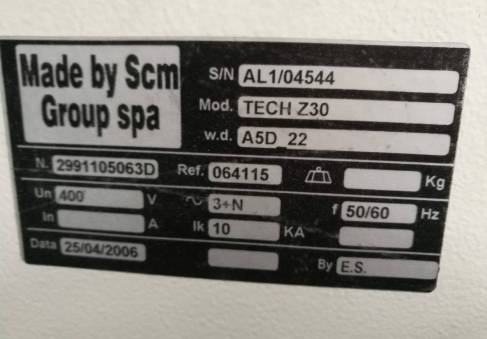 Made by Scm
Group spa
S/N AL1/04544
Mod. TECH Z30
w.d. A5D_22
N. 2991105063D Ref. 064115 Kg
Un 400 V 3+N f 50/60 Hz
In A Ik 10 KA
Data 25/04/2006 By E.S.